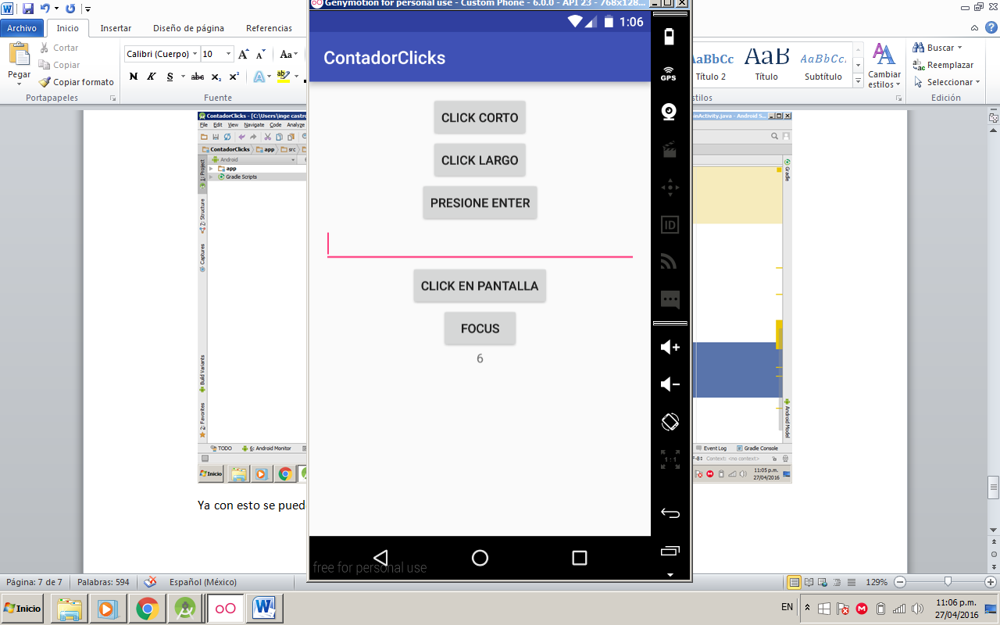 Genymotion for personal use - Custom Phone - 6.0.0 - API 23 - 768x128...
Archivo Inicio Insertar Diseño de página Referencias
Pegar
Cortar
Copiar
Copiar formato
Portapapeles
Calibri (Cuerpo) 10
N K S abc x₂ x²
Fuente
AaBbCc AaB AaBbCc.
Título 2 Título Subtítulo
Cambiar estilos
Buscar
Reemplazar
Seleccionar
Edición
1:06
ContadorClicks
CLICK CORTO
CLICK LARGO
PRESIONE ENTER
CLICK EN PANTALLA
FOCUS
6
free for personal use
GPS
ID
1:1
ContadorClicks - [C:\Users\inge castro
File Edit View Navigate Code Analyze
ContadorClicks app src
Android
app
Gradle Scripts
1: Project
Z: Structure
Captures
Build Variants
2: Favorites
TODO 6: Android Monitor
Inicio
inActivity.java - Android S...
Gradle
Android Model
Event Log Gradle Console
Context: <no context>
11:05 p.m.
27/04/2016
Ya con esto se pued
Página: 7 de 7 Palabras: 594 Español (México) 129%
Inicio
EN
11:06 p.m.
27/04/2016